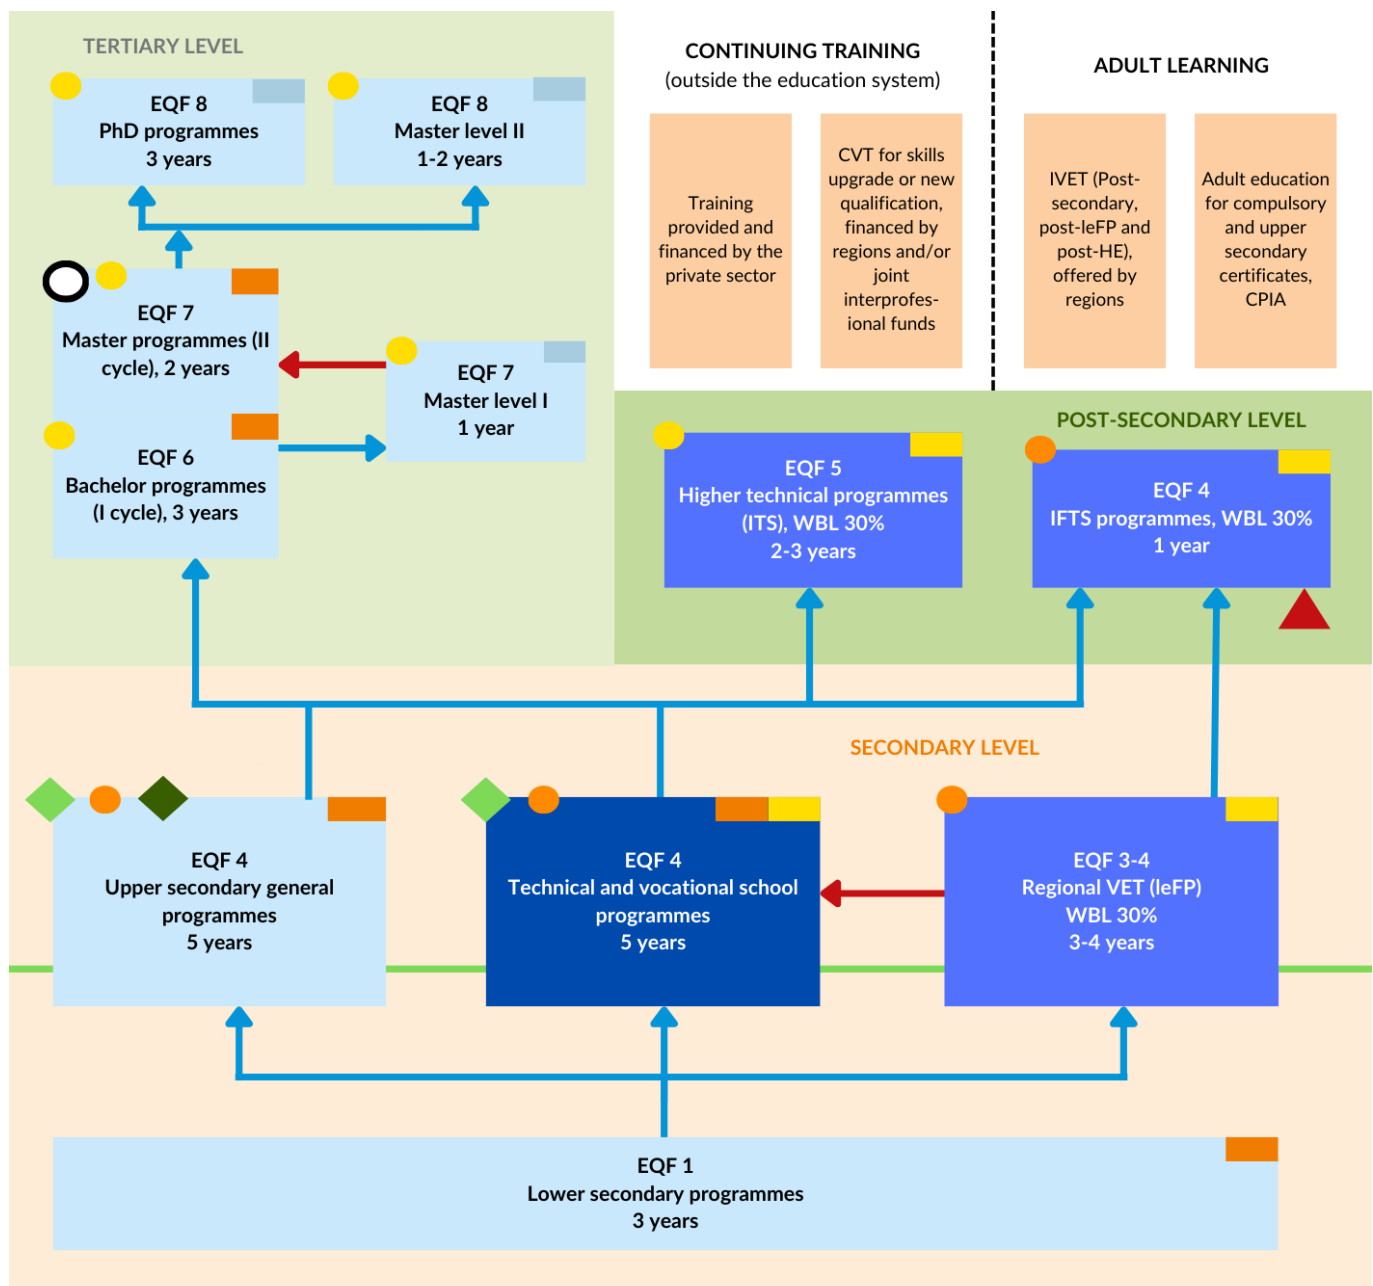 TERTIARY LEVEL
EQF 8
PhD programmes
3 years
EQF 8
Master level II
1-2 years
EQF 7
Master programmes (II
cycle), 2 years
EQF 7
Master level I
1 year
EQF 6
Bachelor programmes
(I cycle), 3 years
CONTINUING TRAINING
(outside the education system)
Training
provided and
financed by the
private sector
CVT for skills
upgrade or new
qualification,
financed by
regions and/or
joint
interprofes-
ional funds
ADULT LEARNING
IVET (Post-
secondary,
post-leFP and
post-HE),
offered by
regions
Adult education
for compulsory
and upper
secondary
certificates,
CPIA
POST-SECONDARY LEVEL
EQF 5
Higher technical programmes
(ITS), WBL 30%
2-3 years
EQF 4
IFTS programmes, WBL 30%
1 year
SECONDARY LEVEL
EQF 4
Upper secondary general
programmes
5 years
EQF 4
Technical and vocational school
programmes
5 years
EQF 3-4
Regional VET (leFP)
WBL 30%
3-4 years
EQF 1
Lower secondary programmes
3 years